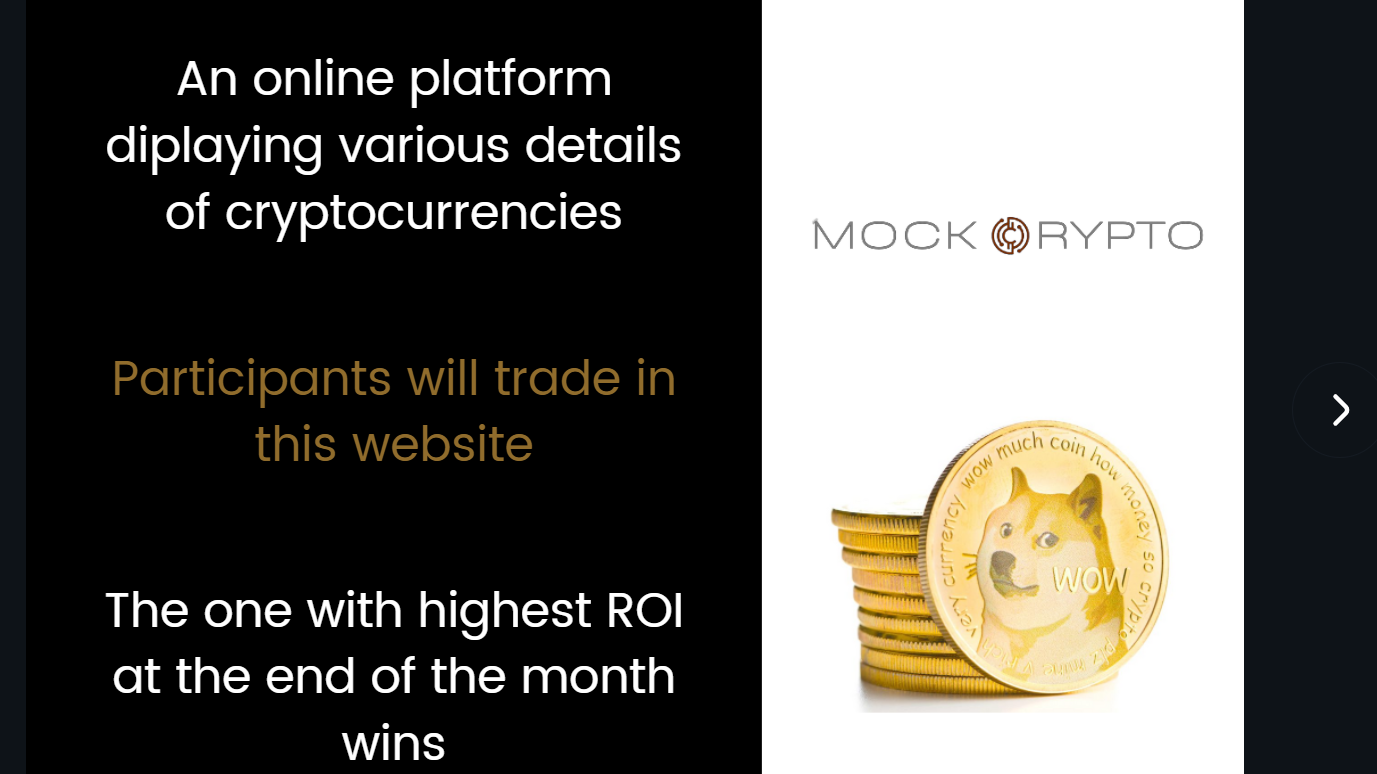 An online platform
diplaying various details
of cryptocurrencies
Participants will trade in
this website
The one with highest ROI
at the end of the month
wins
MOCK CRYPTO
very currency wow much coin how money so crypto
wow